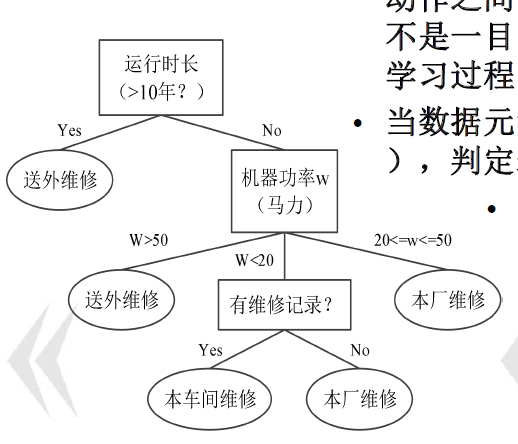 动作之间
不是一目
学习过程
• 当数据元
），判定
•
运行时长
（>10年？）
Yes
No
送外维修
机器功率w
（马力）
W>50
W<20
20<=w<=50
送外维修
有维修记录？
本厂维修
Yes
No
本车间维修
本厂维修